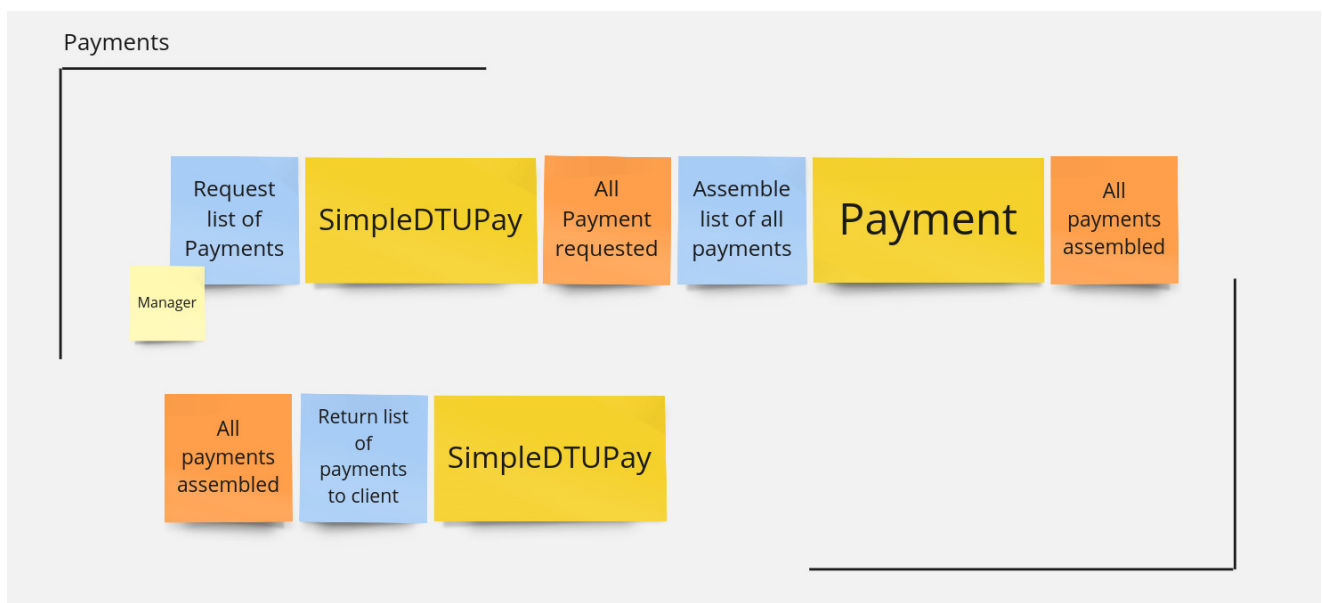 Payments
Request
list of
Payments
SimpleDTUPay
All
Payment
requested
Assemble
list of all
payments
Payment
All
payments
assembled
Manager
All
payments
assembled
Return list
of
payments
to client
SimpleDTUPay